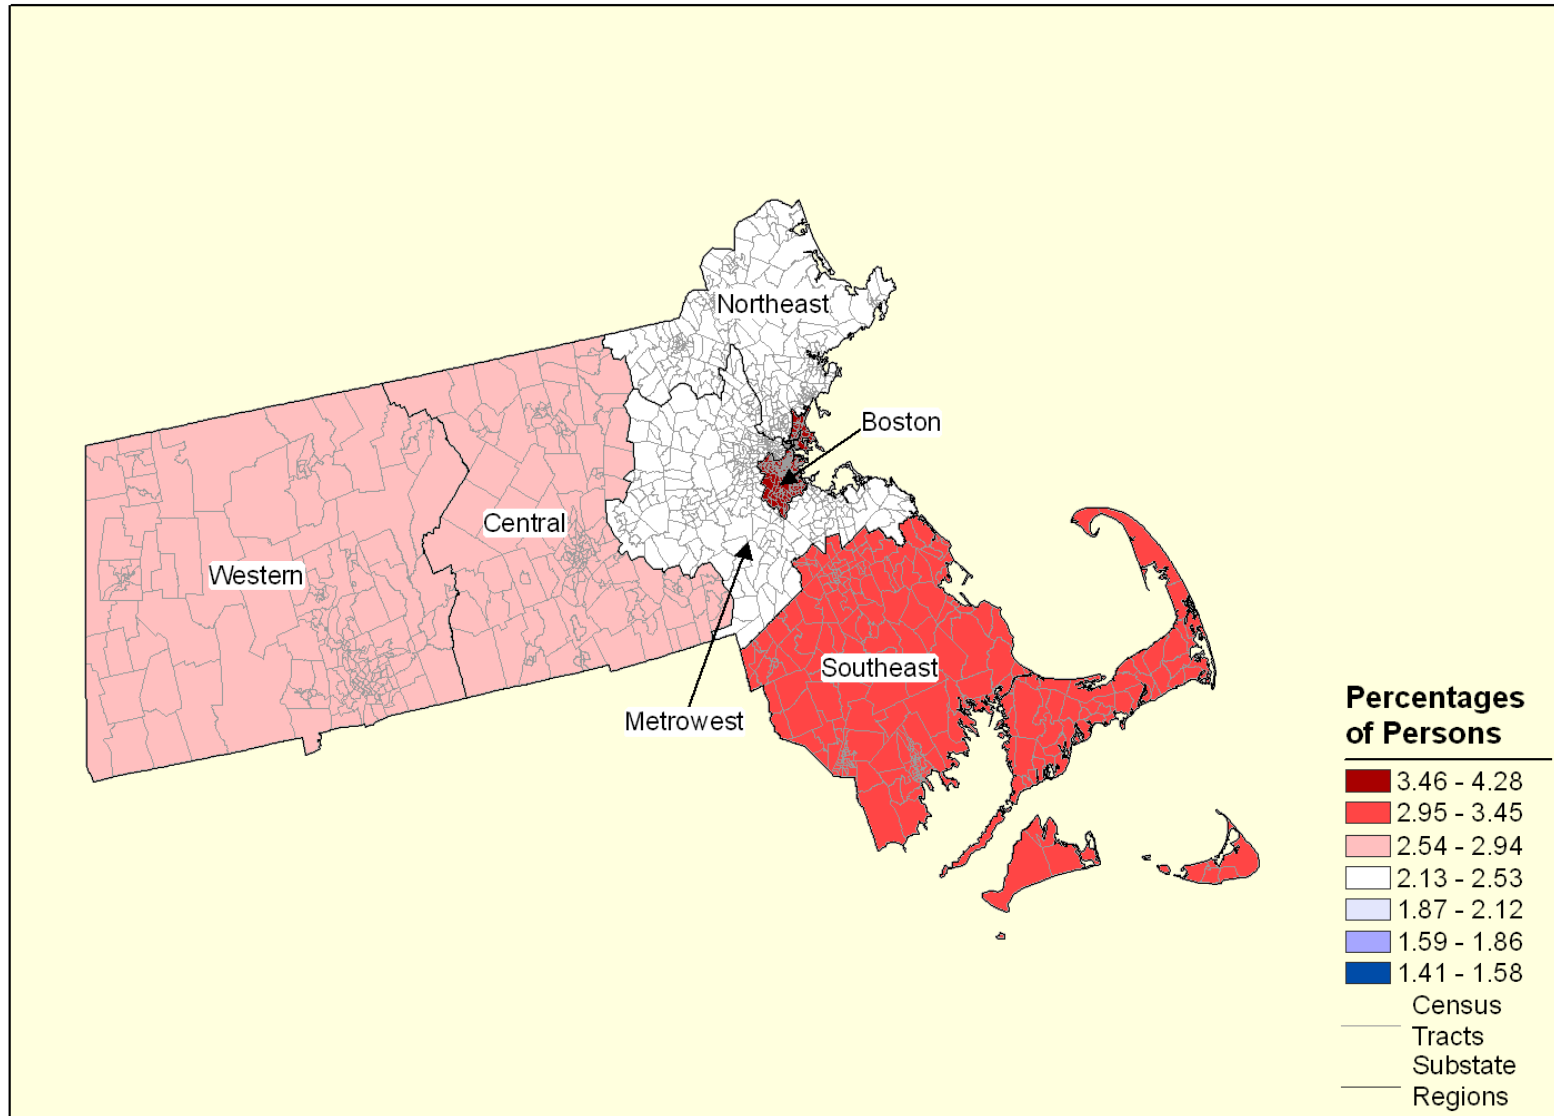 Northeast
Boston
Central
Western
Southeast
Metrowest
Percentages
of Persons
3.46 - 4.28
2.95 - 3.45
2.54 - 2.94
2.13 - 2.53
1.87 - 2.12
1.59 - 1.86
1.41 - 1.58
Census
Tracts
Substate
Regions